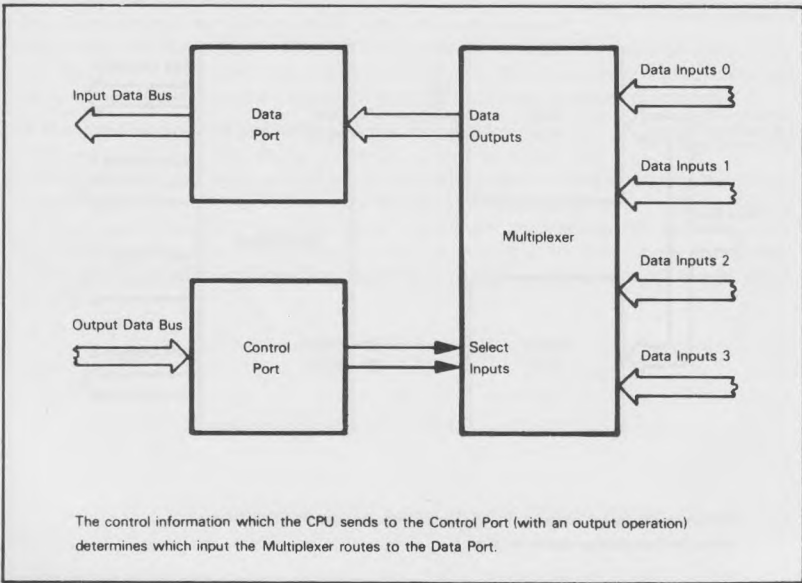 Input Data Bus
Data
Port
Data
Outputs
Data Inputs 0
Data Inputs 1
Multiplexer
Data Inputs 2
Output Data Bus
Control
Port
Select
Inputs
Data Inputs 3
The control information which the CPU sends to the Control Port (with an output operation)
determines which input the Multiplexer routes to the Data Port.